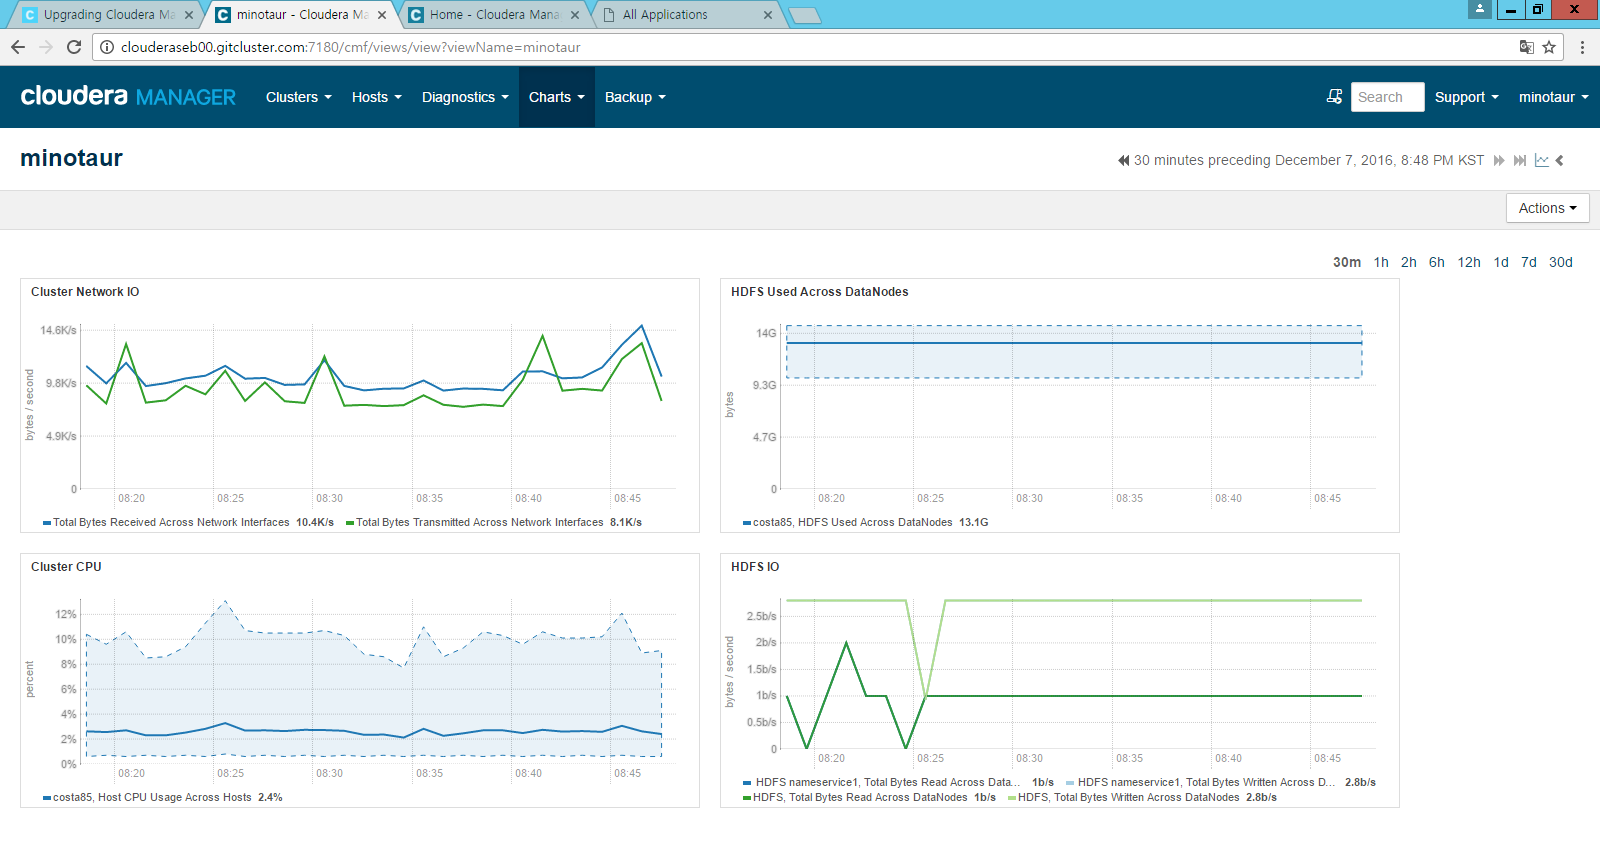 Upgrading Cloudera Ma
minotaur - Cloudera Ma
Home - Cloudera Mana
All Applications
clouderaseb00.gitcluster.com:7180/cmf/views/view?viewName=minotaur
cloudera MANAGER Clusters Hosts Diagnostics Charts Backup Search Support minotaur
minotaur
30 minutes preceding December 7, 2016, 8:48 PM KST
Actions
30m 1h 2h 6h 12h 1d 7d 30d
Cluster Network IO
bytes / second
14.6K/s
9.8K/s
4.9K/s
0
08:20 08:25 08:30 08:35 08:40 08:45
Total Bytes Received Across Network Interfaces 10.4K/s Total Bytes Transmitted Across Network Interfaces 8.1K/s
HDFS Used Across DataNodes
bytes
14G
9.3G
4.7G
0
08:20 08:25 08:30 08:35 08:40 08:45
costa85, HDFS Used Across DataNodes 13.1G
Cluster CPU
percent
12%
10%
8%
6%
4%
2%
0%
08:20 08:25 08:30 08:35 08:40 08:45
costa85, Host CPU Usage Across Hosts 2.4%
HDFS IO
bytes / second
2.5b/s
2b/s
1.5b/s
1b/s
0.5b/s
0
08:20 08:25 08:30 08:35 08:40 08:45
HDFS nameservice1, Total Bytes Read Across Data... 1b/s HDFS nameservice1, Total Bytes Written Across D... 2.8b/s
HDFS, Total Bytes Read Across DataNodes 1b/s HDFS, Total Bytes Written Across DataNodes 2.8b/s